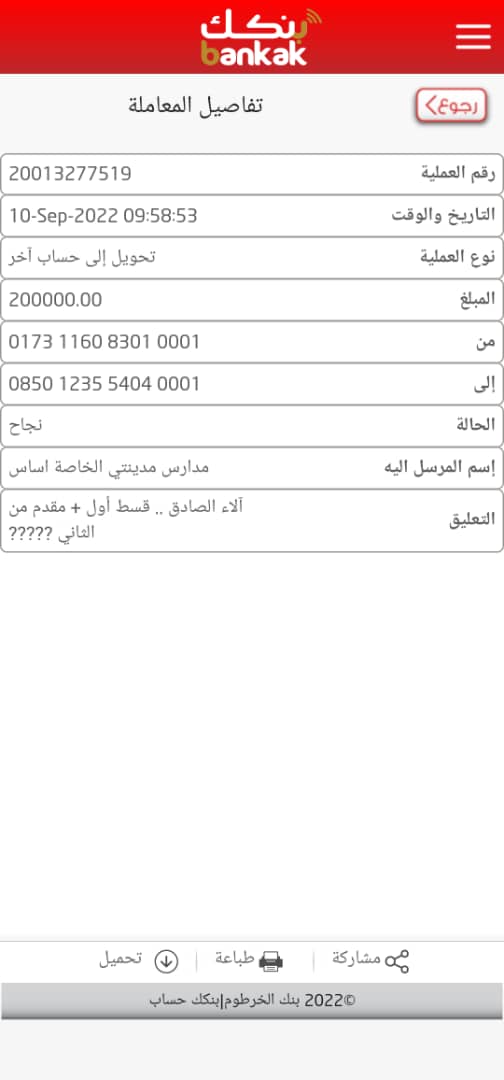 بنكك
bankak
رجوع
تفاصيل المعاملة
رقم العملية 20013277519
التاريخ والوقت 10-Sep-2022 09:58:53
نوع العملية تحويل إلى حساب آخر
المبلغ 200000.00
من 0173 1160 8301 0001
إلى 0850 1235 5404 0001
الحالة نجاح
إسم المرسل اليه مدارس مدينتي الخاصة اساس
التعليق آلاء الصادق .. قسط أول + مقدم من
الثاني ?????
مشاركة | طباعة | تحميل
©2022 بنك الخرطوم|بنكك حساب